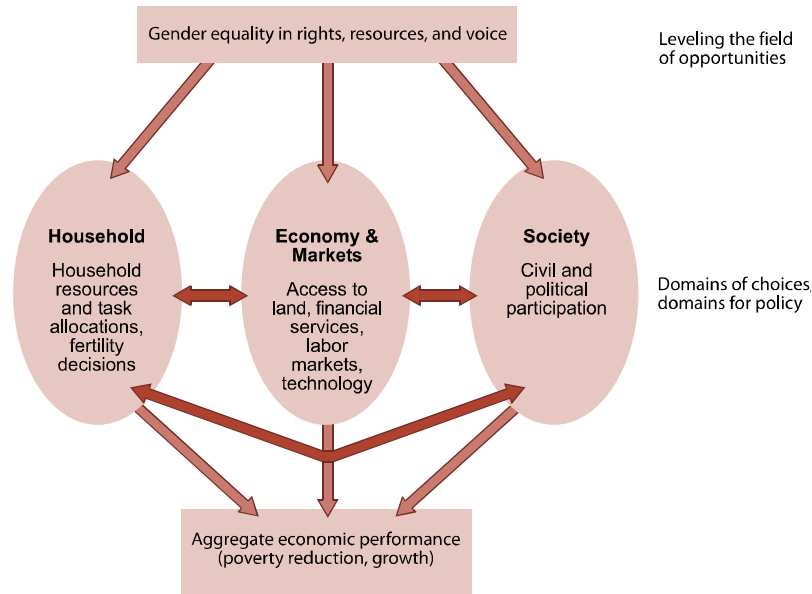 Gender equality in rights, resources, and voice
Leveling the field
of opportunities
Household
Household
resources
and task
allocations,
fertility
decisions
Economy &
Markets
Access to
land, financial
services,
labor
markets,
technology
Society
Civil and
political
participation
Domains of choices,
domains for policy
Aggregate economic performance
(poverty reduction, growth)